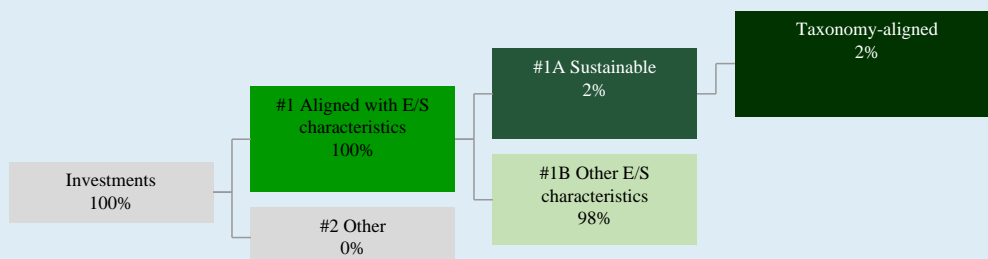 Investments
100%
#1 Aligned with E/S
characteristics
100%
#2 Other
0%
#1A Sustainable
2%
#1B Other E/S
characteristics
98%
Taxonomy-aligned
2%